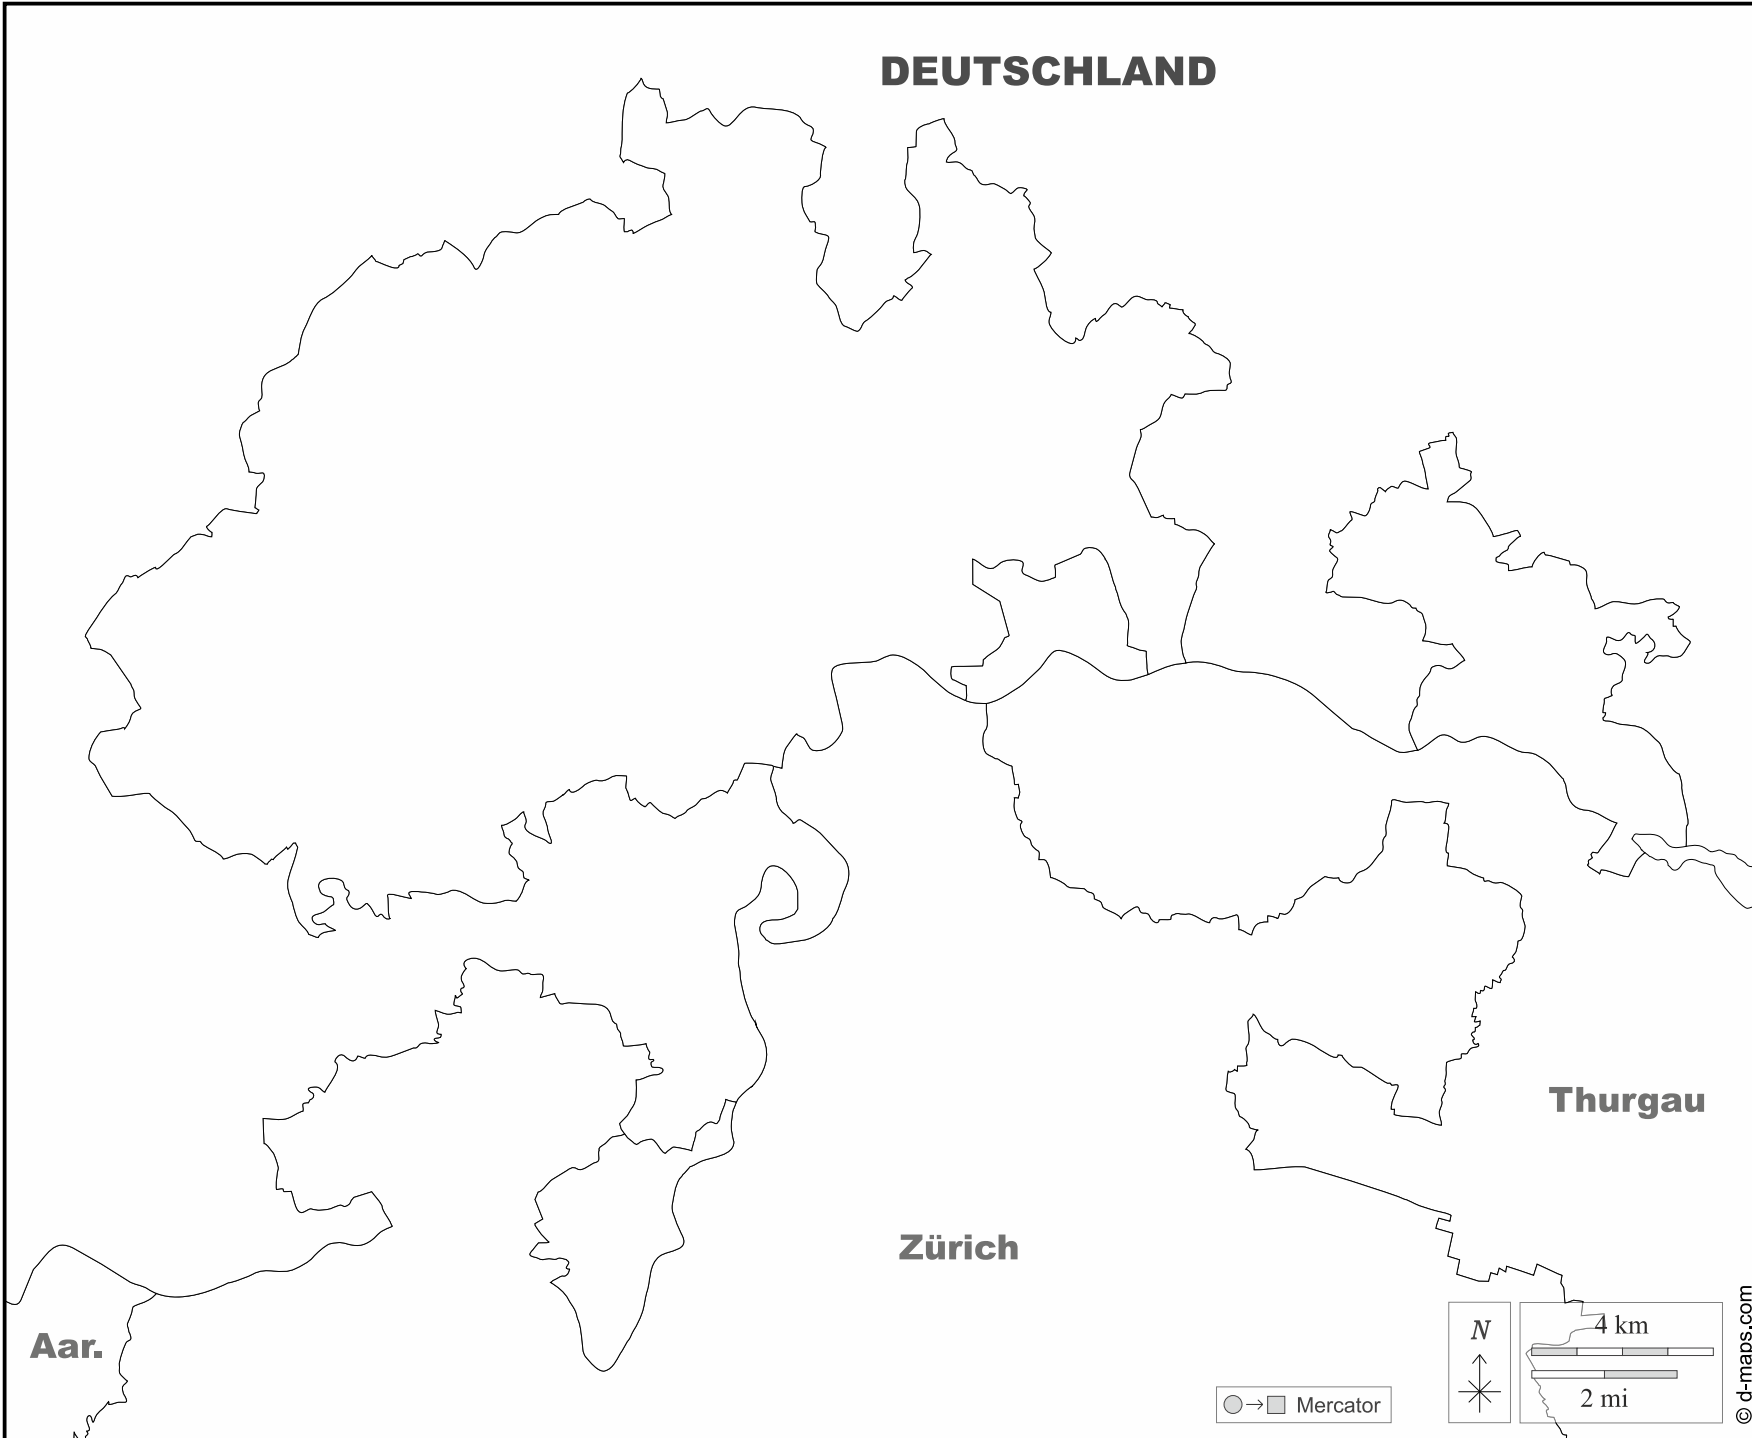 DEUTSCHLAND
Thurgau
Zürich
Aar.
N
4 km
2 mi
Mercator
© d-maps.com